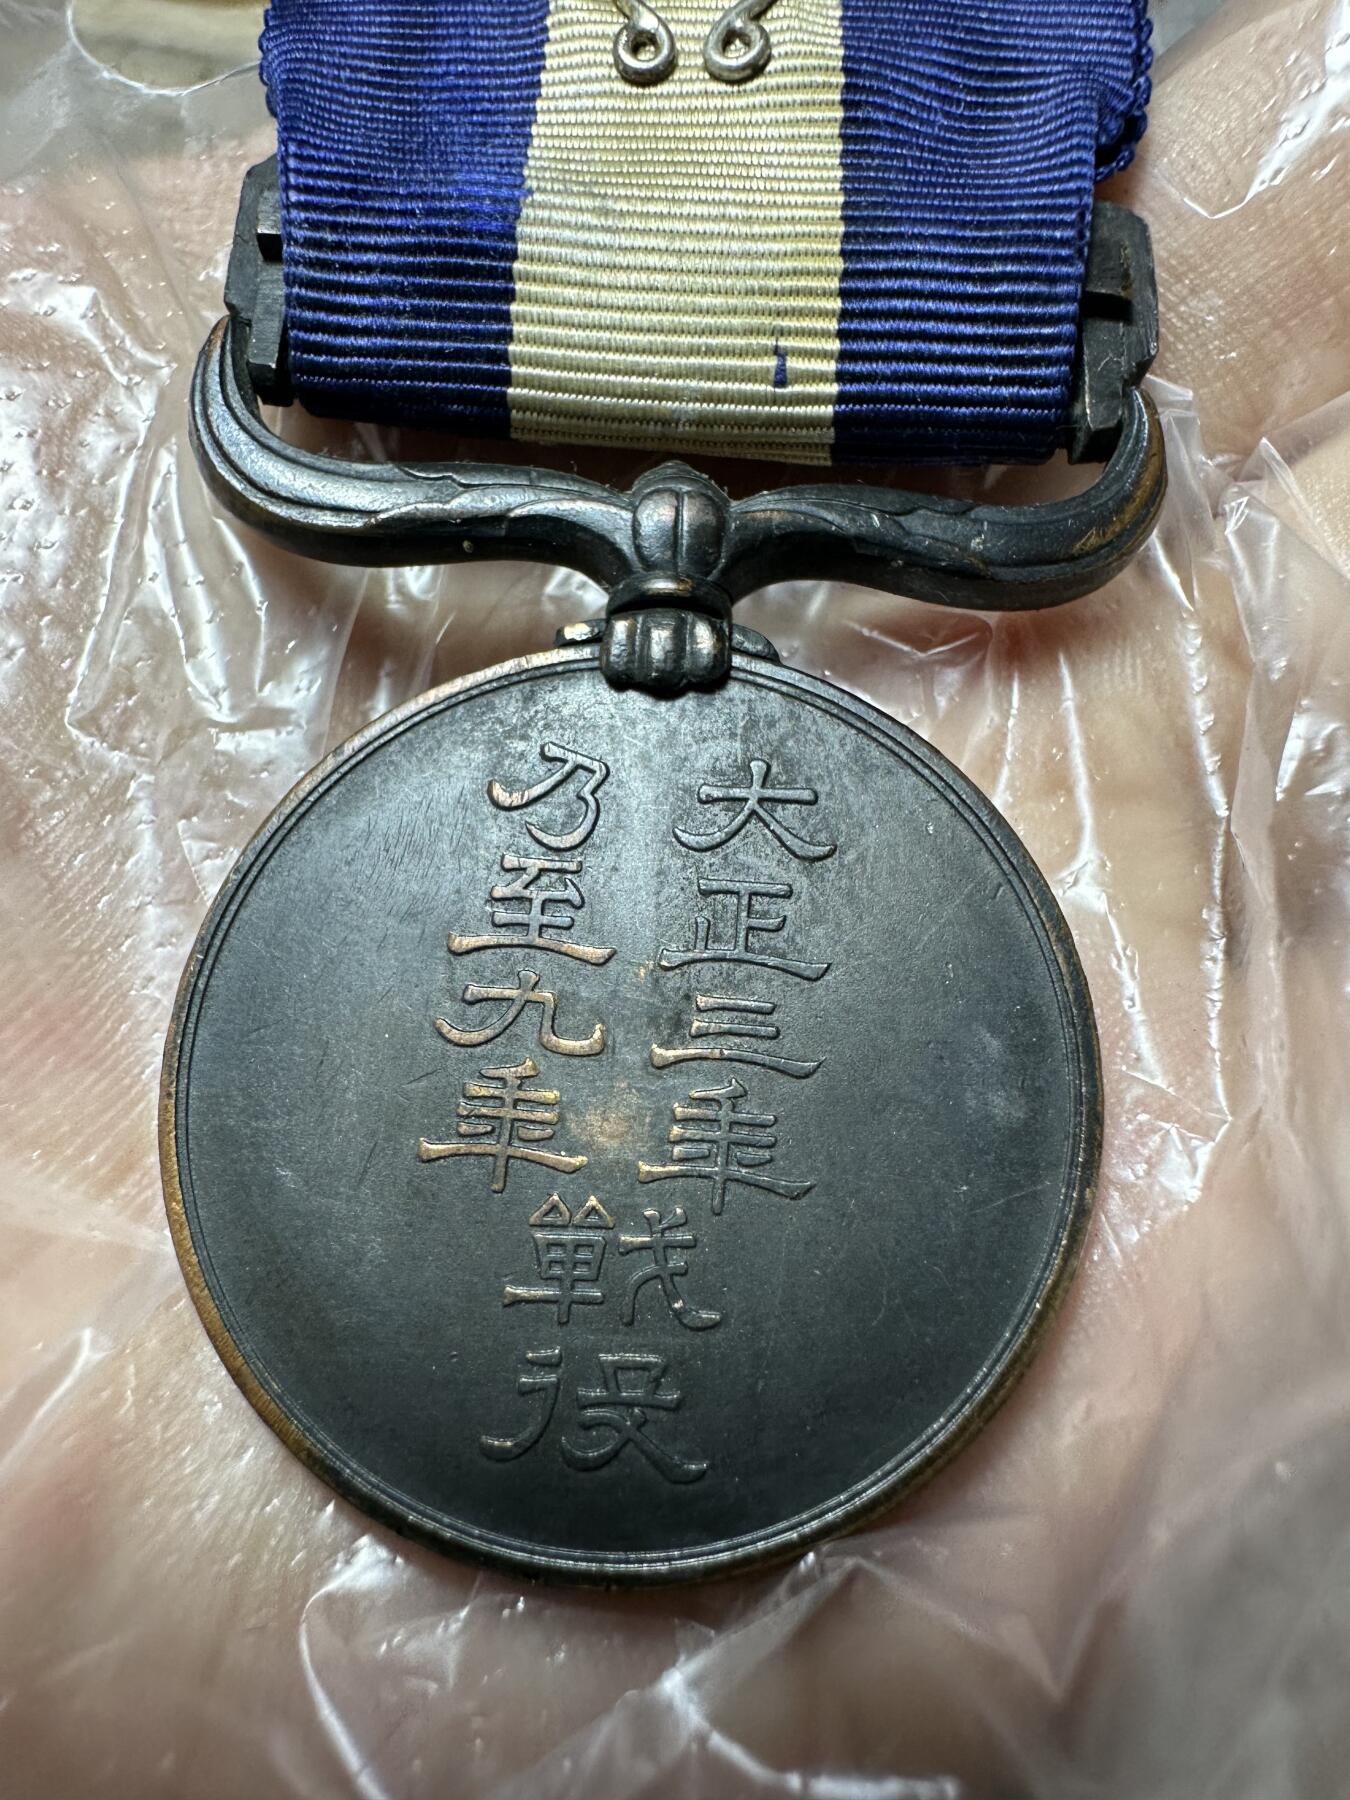 大正三年
乃至九年
戰役